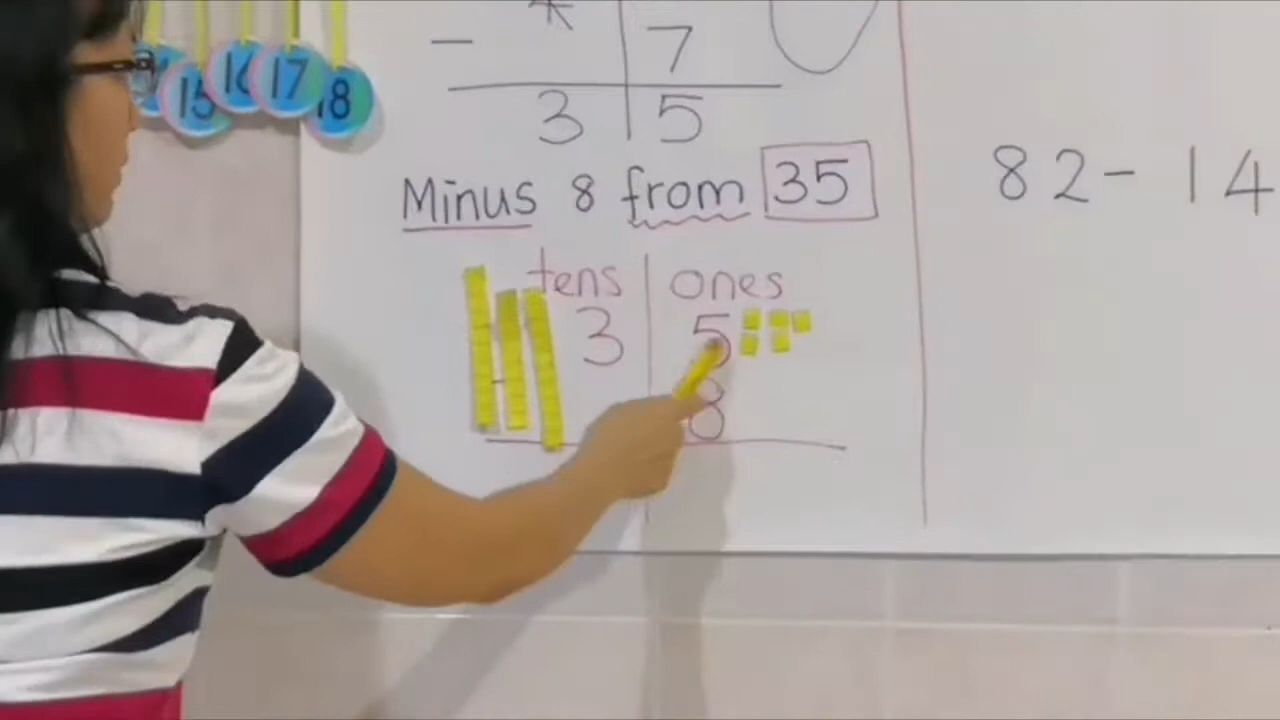 15 16 17 18
- 7
3 5
Minus 8 from 35
82- 14
tens ones
3 5
- 8